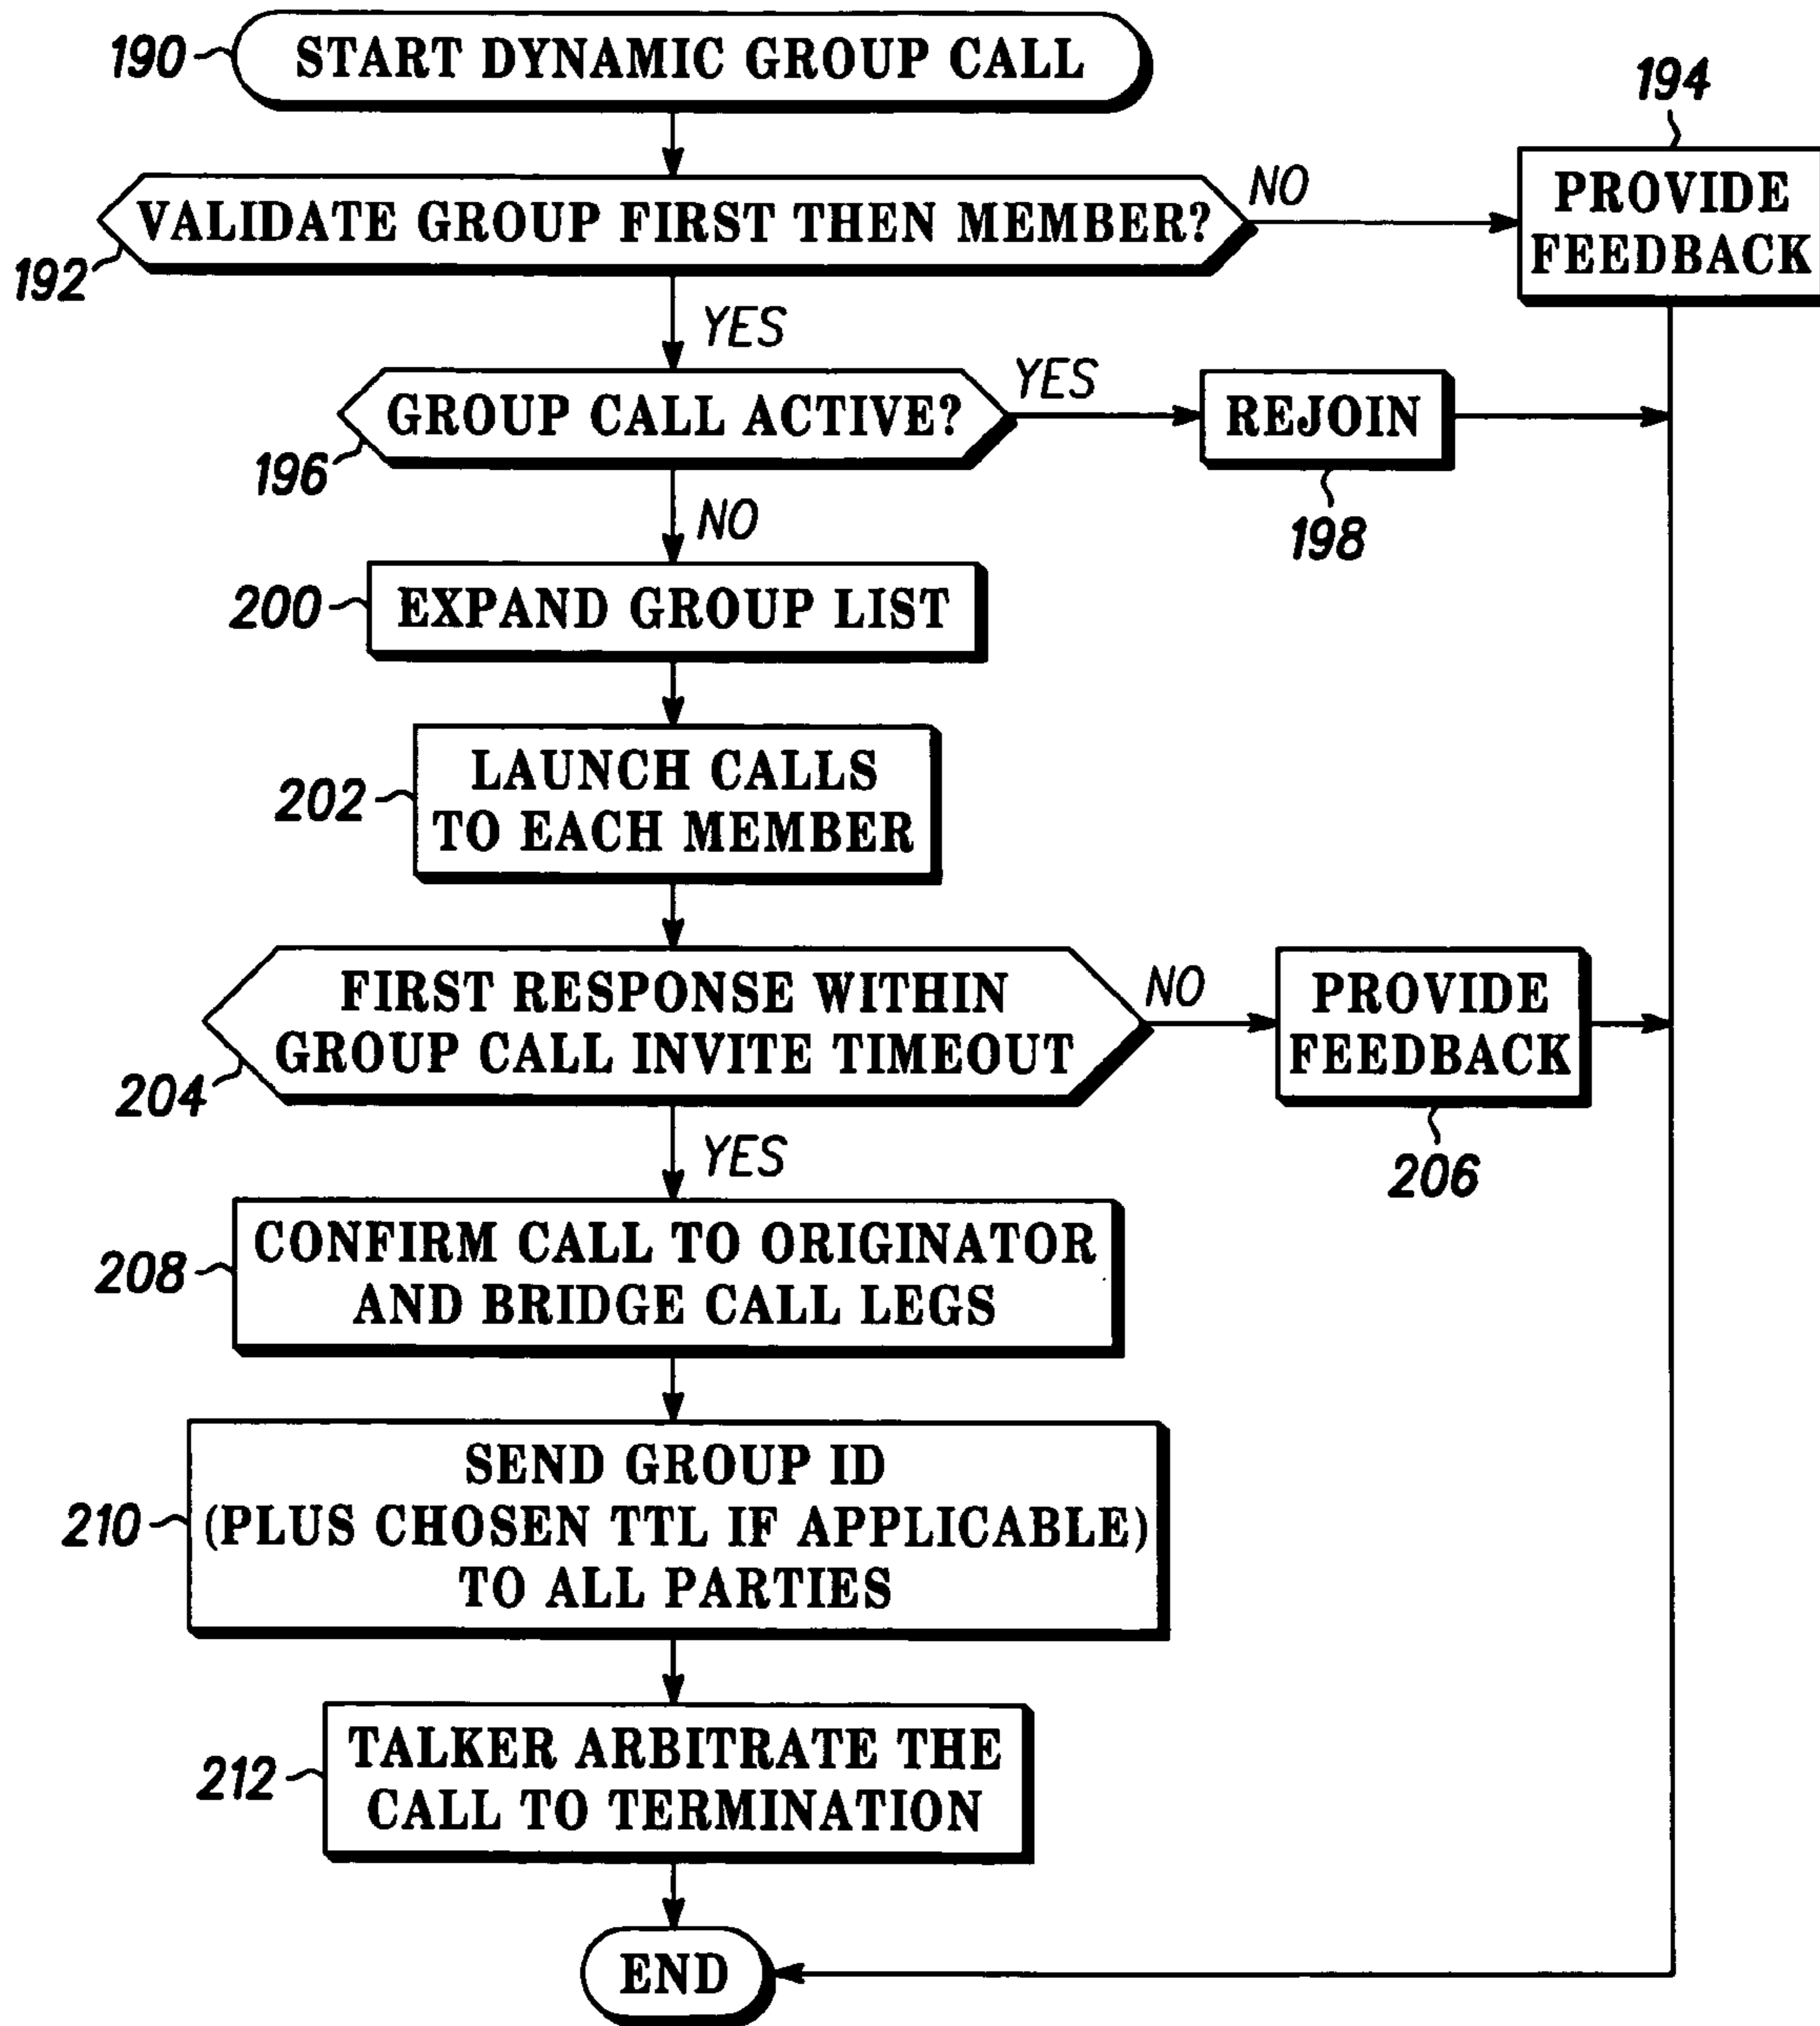 190
START DYNAMIC GROUP CALL
194
VALIDATE GROUP FIRST THEN MEMBER?
NO
PROVIDE
FEEDBACK
192
YES
GROUP CALL ACTIVE?
YES
REJOIN
196
198
NO
200
EXPAND GROUP LIST
202
LAUNCH CALLS
TO EACH MEMBER
FIRST RESPONSE WITHIN
GROUP CALL INVITE TIMEOUT
NO
PROVIDE
FEEDBACK
204
206
YES
208
CONFIRM CALL TO ORIGINATOR
AND BRIDGE CALL LEGS
210
SEND GROUP ID
(PLUS CHOSEN TTL IF APPLICABLE)
TO ALL PARTIES
212
TALKER ARBITRATE THE
CALL TO TERMINATION
END